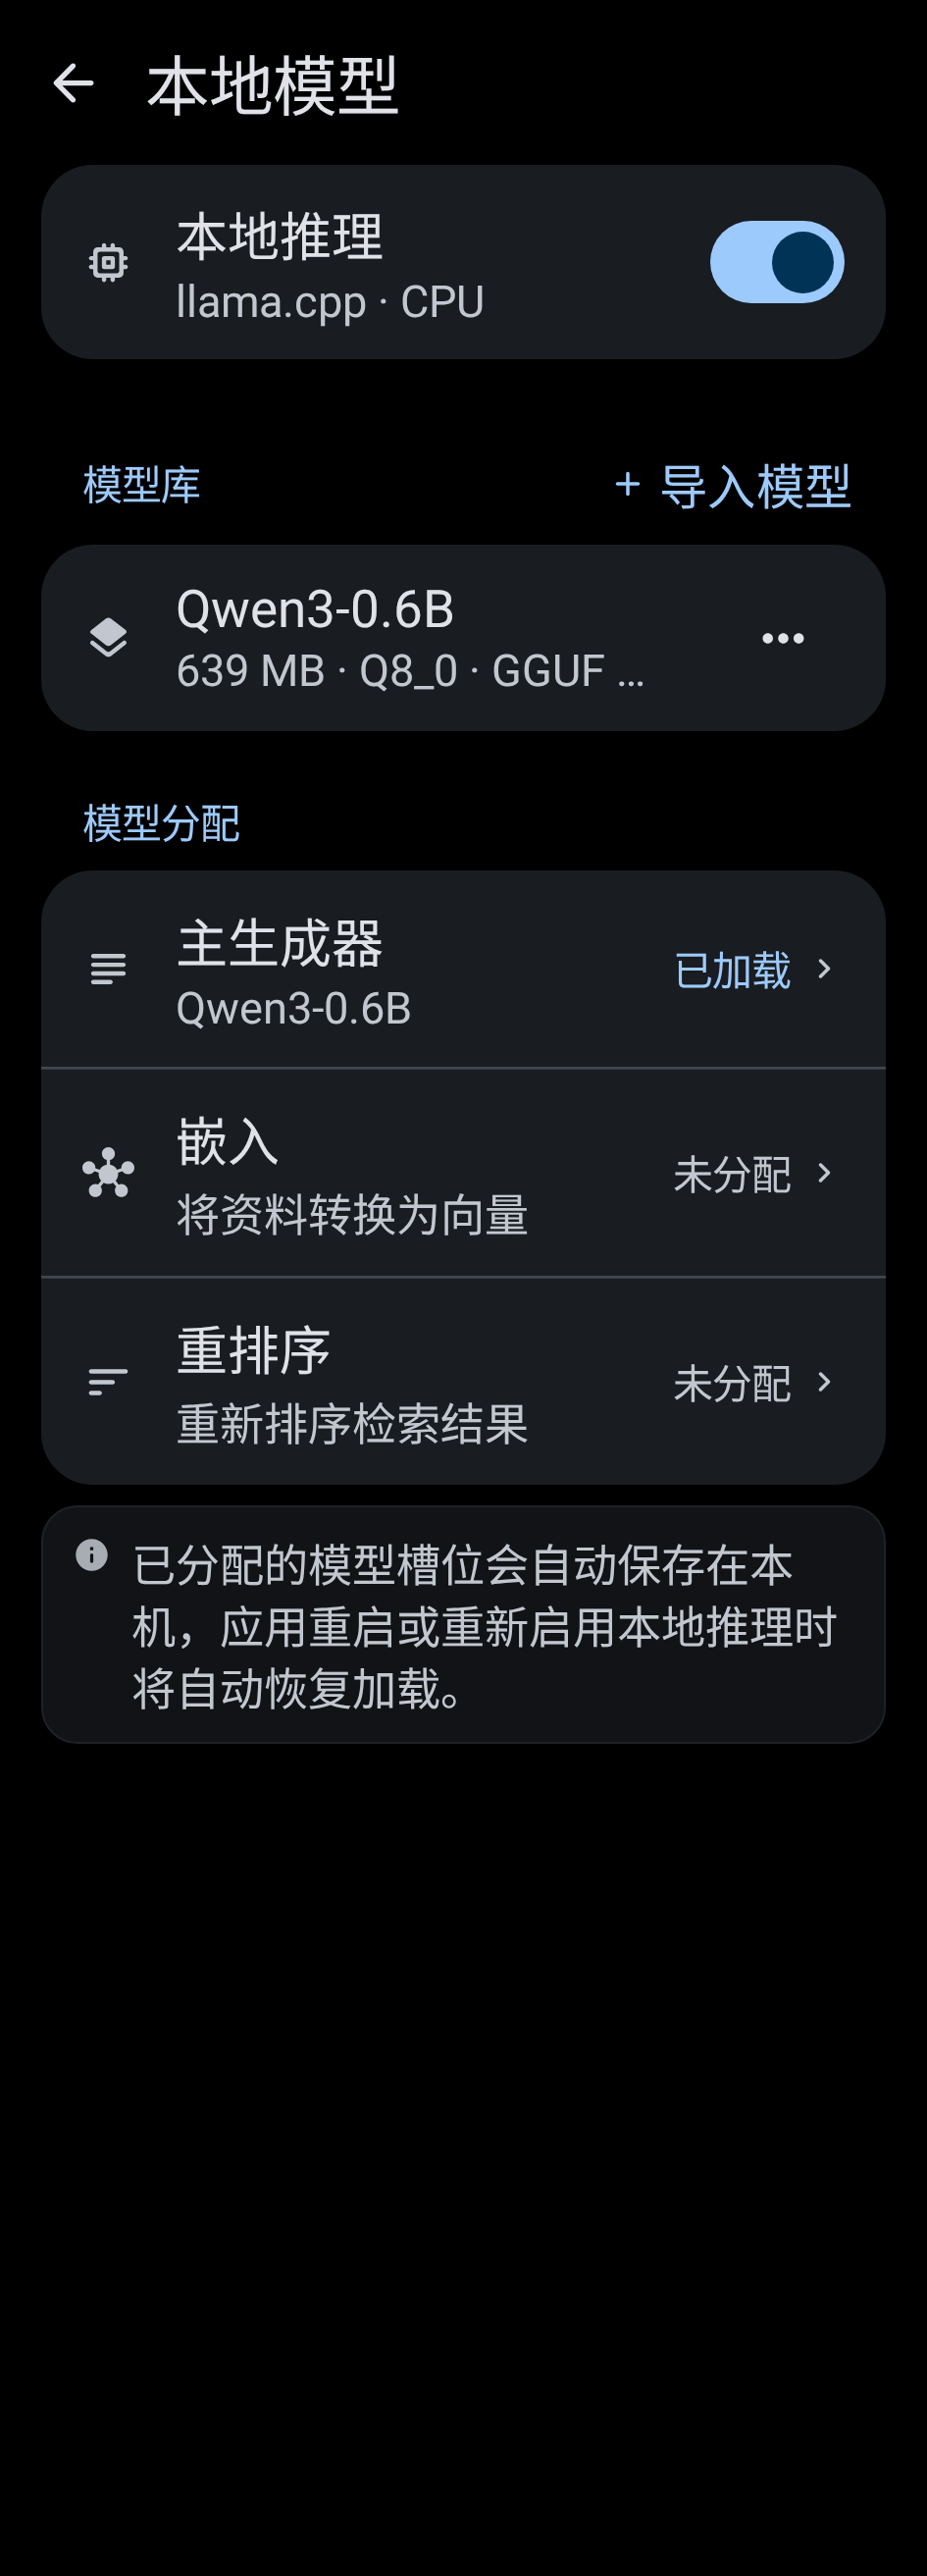 本地模型
本地推理
llama.cpp · CPU
模型库
+ 导入模型
Qwen3-0.6B
639 MB · Q8_0 · GGUF ...
模型分配
主生成器
Qwen3-0.6B
已加载
嵌入
将资料转换为向量
未分配
重排序
重新排序检索结果
未分配
已分配的模型槽位会自动保存在本
机，应用重启或重新启用本地推理时
将自动恢复加载。